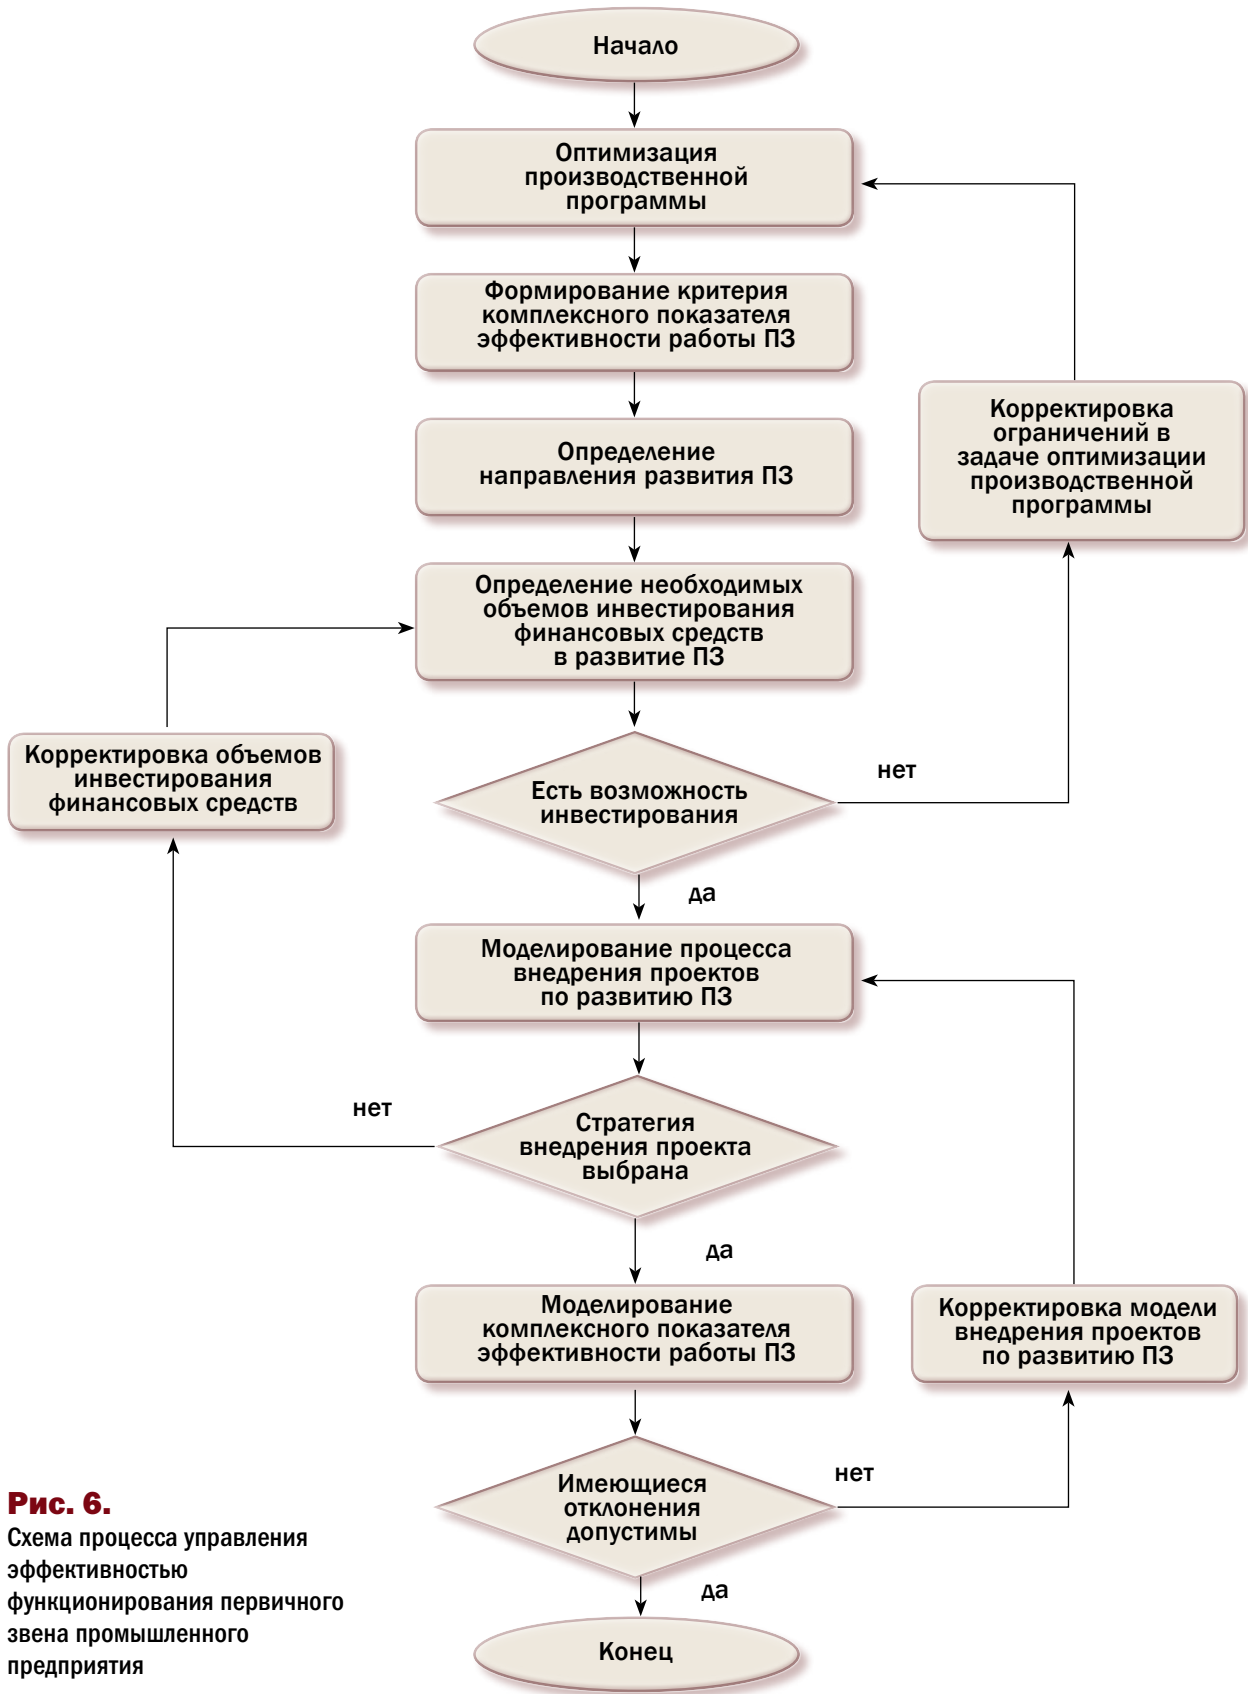 Начало
Оптимизация
производственной
программы
Формирование критерия
комплексного показателя
эффективности работы ПЗ
Определение
направления развития ПЗ
Корректировка
ограничений в
задаче оптимизации
производственной
программы
Определение необходимых
объемов инвестирования
финансовых средств
в развитие ПЗ
Корректировка объемов
инвестирования
финансовых средств
Есть возможность
инвестирования
нет
да
Моделирование процесса
внедрения проектов
по развитию ПЗ
нет
Стратегия
внедрения проекта
выбрана
да
Моделирование
комплексного показателя
эффективности работы ПЗ
Корректировка модели
внедрения проектов
по развитию ПЗ
Имеющиеся
отклонения
допустимы
нет
да
Конец
Рис. 6.
Схема процесса управления
эффективностью
функционирования первичного
звена промышленного
предприятия